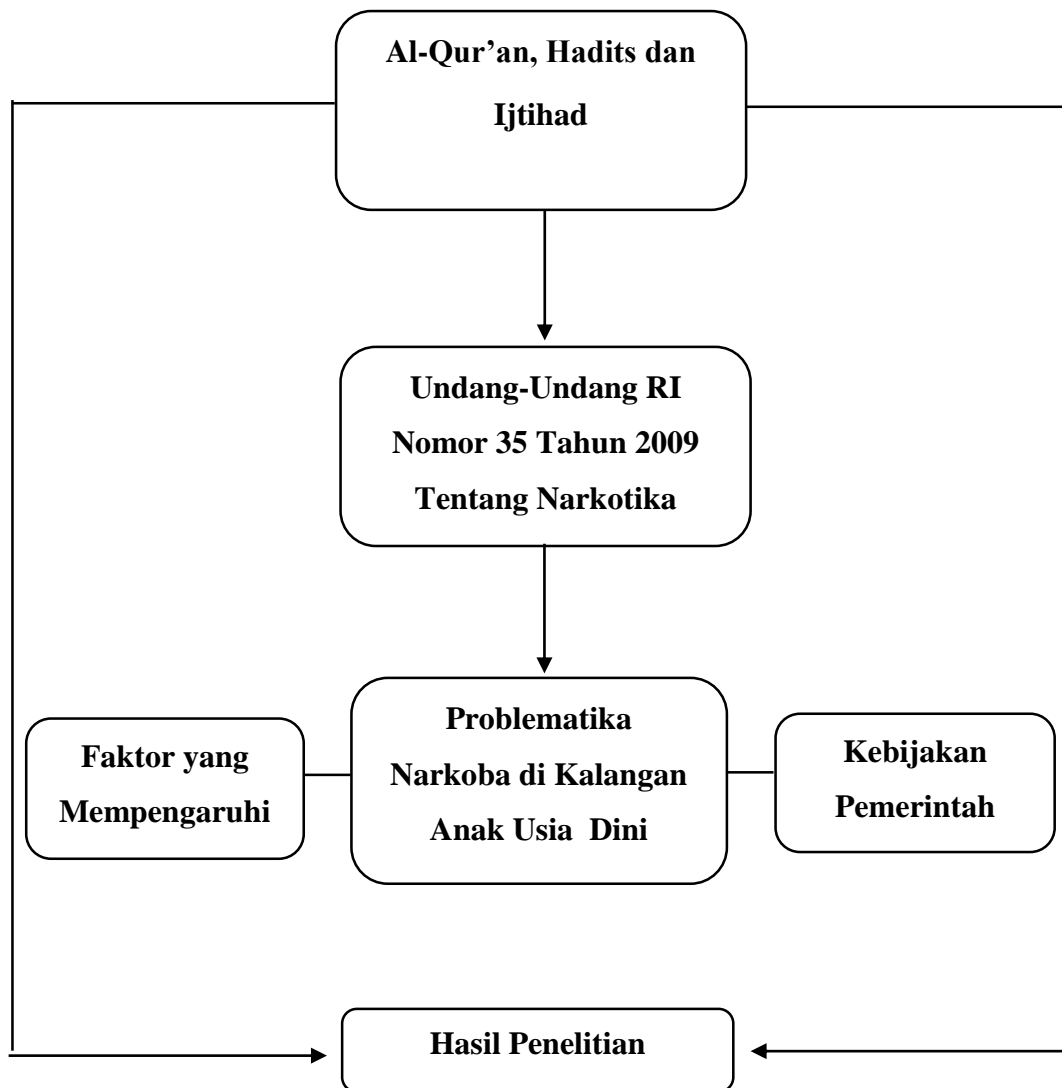 Al-Qur’an, Hadits dan
Ijtihad
Undang-Undang RI
Nomor 35 Tahun 2009
Tentang Narkotika
Faktor yang
Mempengaruhi
Problematika
Narkoba di Kalangan
Anak Usia  Dini
Kebijakan
Pemerintah
Hasil Penelitian